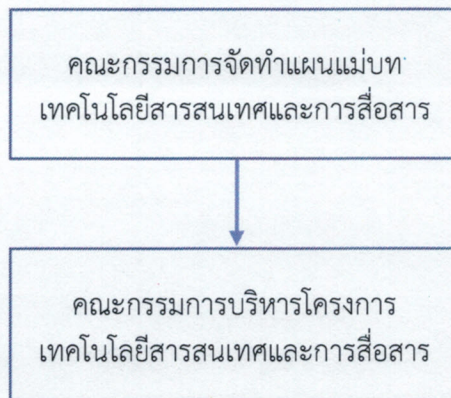 คณะกรรมการจัดทำแผนแม่บท
เทคโนโลยีสารสนเทศและการสื่อสาร
คณะกรรมการบริหารโครงการ
เทคโนโลยีสารสนเทศและการสื่อสาร